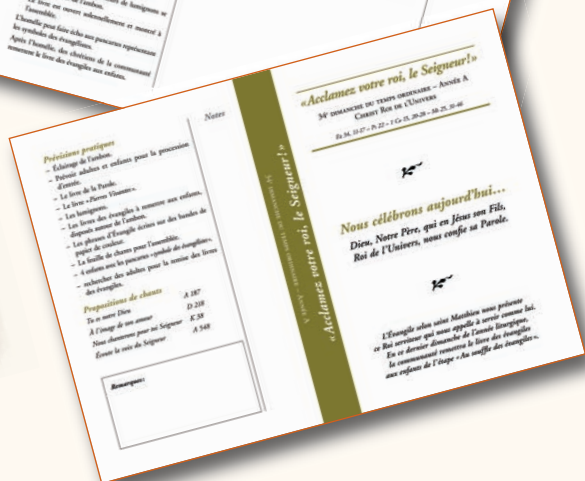 Le livre est ouvert solennellement et montré à
l'assemblée.
L'homélie peut faire écho aux panneaux représentant
les symboles des évangélistes.
Après l'homélie, des chrétiens de la communauté
remettent le livre des évangiles aux enfants.
Notes
Prévisions pratiques
– Éclairage de l'ambon.
– Prévoir adultes et enfants pour la procession
d'entrée.
– Le livre de la Parole.
– Le livre « Pierres Vivantes ».
– Les lumignons.
– Les livres des évangiles à remettre aux enfants,
disposés autour de l'ambon.
– Les phrases d'Évangile écrites sur des bandes de
papier de couleur.
– La feuille de chants pour l'assemblée.
– 4 enfants avec les panneaux « symboles des évangélistes ».
– rechercher des adultes pour la remise des livres
des évangiles.
Propositions de chants
Tu es notre Dieu A 187
À l'image de ton amour D 218
Nous chanterons pour toi Seigneur K 38
Écoute la voix du Seigneur A 548
Remarques:
34e dimanche du temps ordinaire – Année A
«Acclamez votre roi, le Seigneur!»
«Acclamez votre roi, le Seigneur!»
34e dimanche du temps ordinaire – Année A
Christ Roi de l'Univers
Ez 34, 11-17 – Ps 22 – 1 Co 15, 20-28 – Mt 25, 31-46
Nous célébrons aujourd'hui…
Dieu, Notre Père, qui en Jésus son Fils,
Roi de l'Univers, nous confie sa Parole.
L'Évangile selon saint Matthieu nous présente
ce Roi serviteur qui nous appelle à servir comme lui.
En ce dernier dimanche de l'année liturgique,
la communauté remettra le livre des évangiles
aux enfants de l'étape « Au souffle des évangiles ».